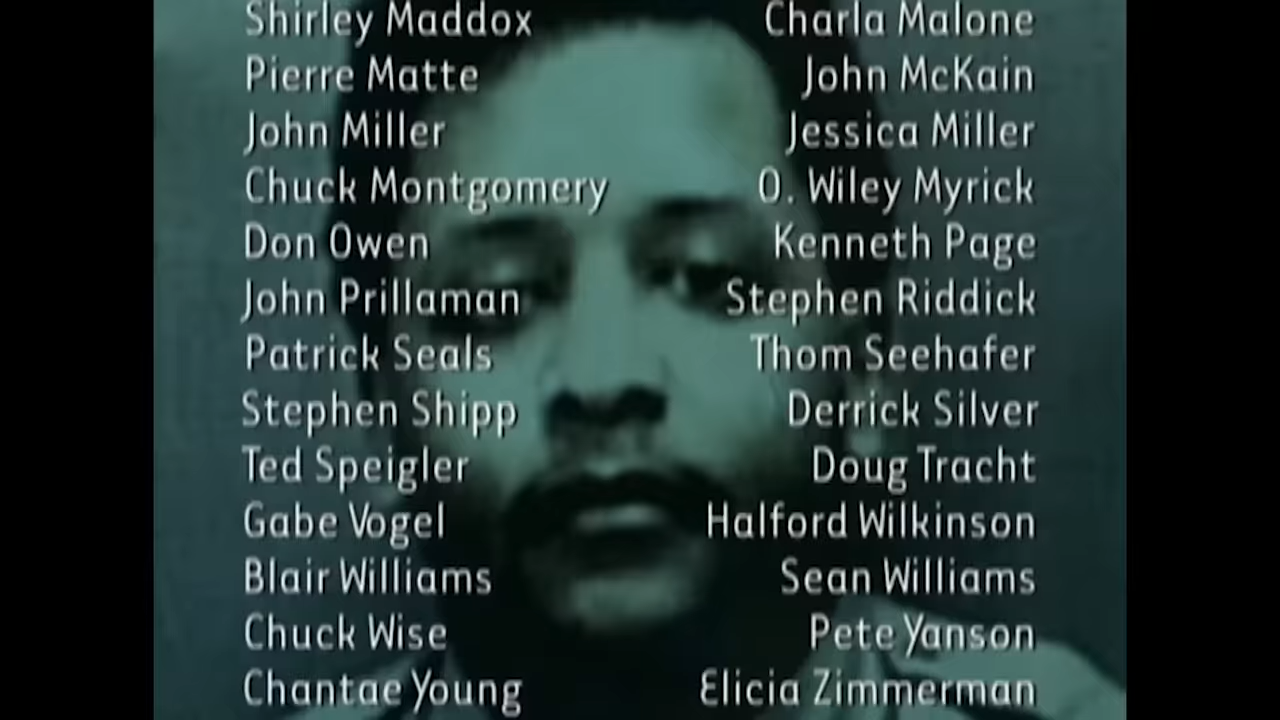 Shirley Maddox Charla Malone
Pierre Matte John McKain
John Miller Jessica Miller
Chuck Montgomery O. Wiley Myrick
Don Owen Kenneth Page
John Prillaman Stephen Riddick
Patrick Seals Thom Seehafer
Stephen Shipp Derrick Silver
Ted Speigler Doug Tracht
Gabe Vogel Halford Wilkinson
Blair Williams Sean Williams
Chuck Wise Pete Yanson
Chantae Young Elicia Zimmerman